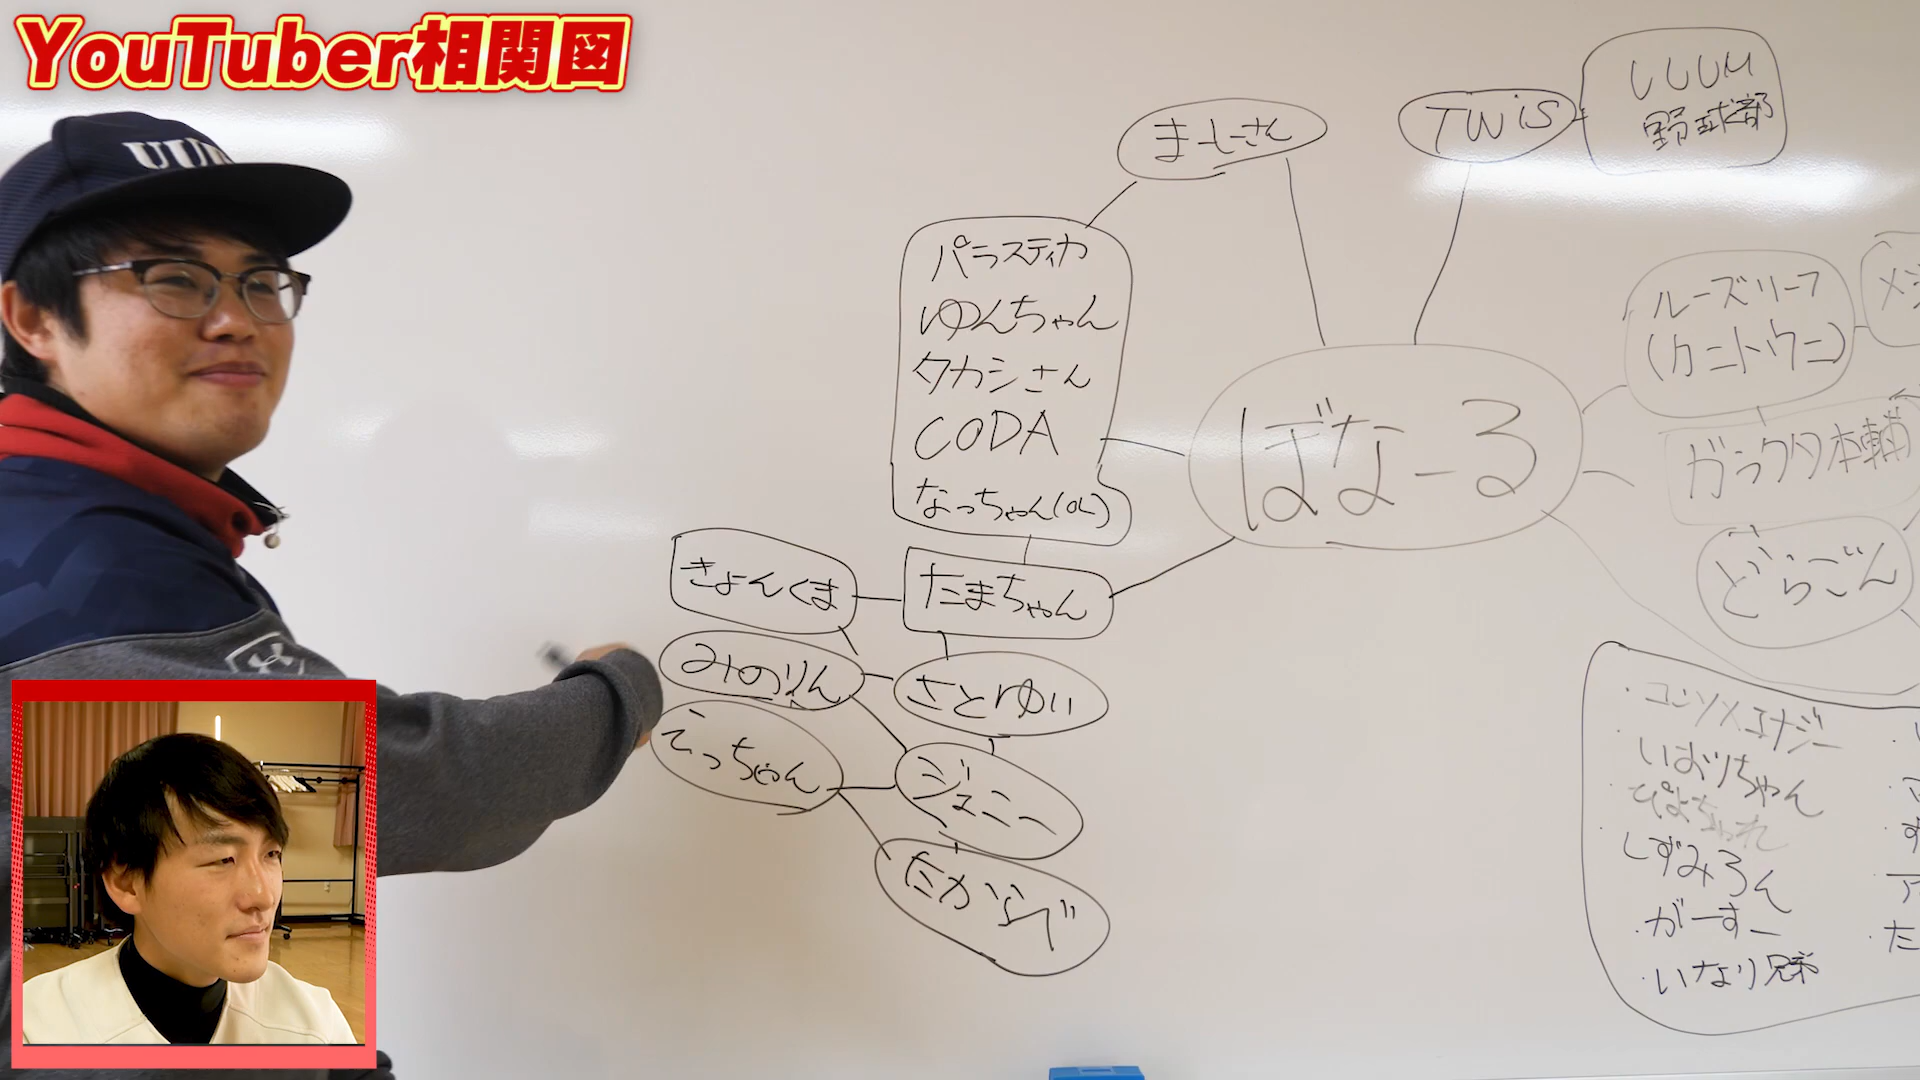 YouTuber相関図
UUUM
野球部
TWiS
まーしーさん
パラスティカ
ゆんちゃん
タカシさん
CODA
なっちゃん(OL)
ばなーる
ルーズリーフ
(カニトウニ)
ガラクタ本舗
どらごん
きょんくま
たまちゃん
みのりん
さとゆい
えっちゃん
ジェニー
たからべ
・コンソメエナジー
・いおりちゃん
・しずみろん
・がーすー
・いなり兄弟